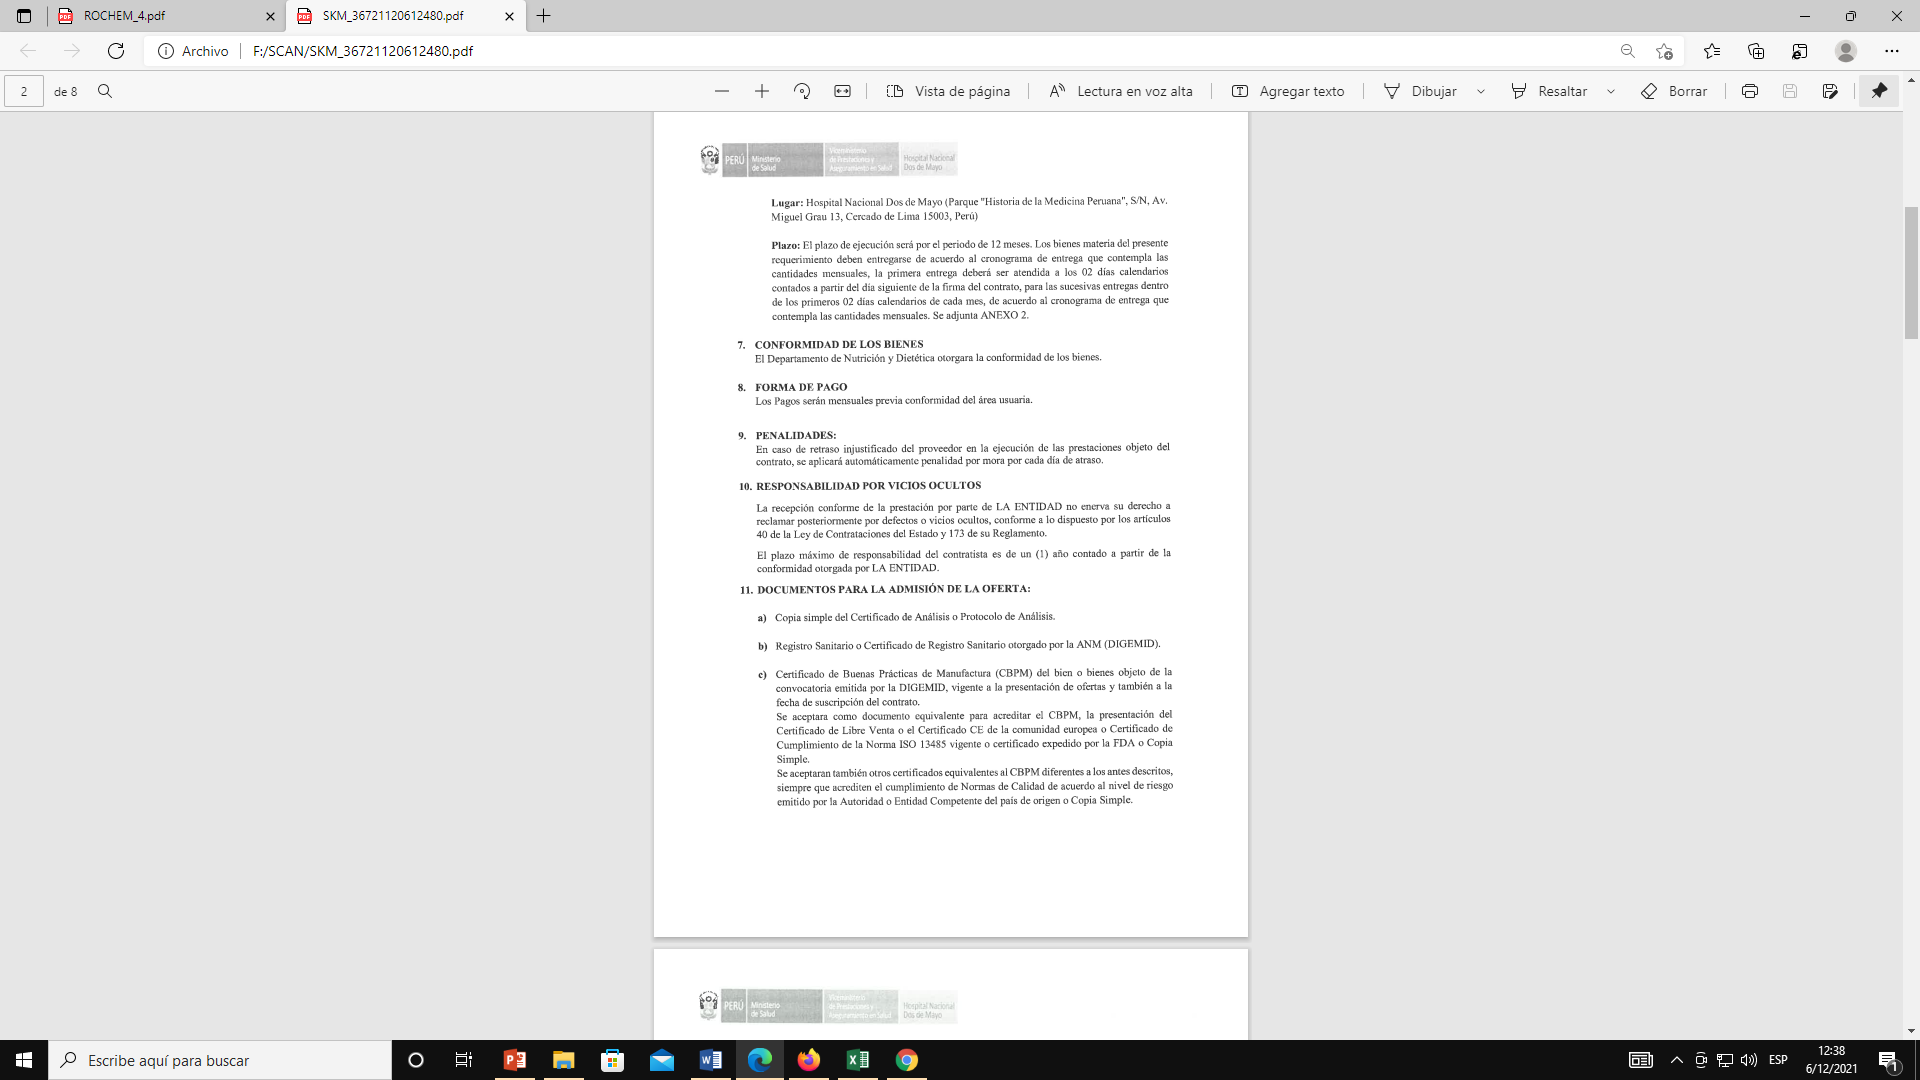 ROCHEM_4.pdf
SKM_36721120612480.pdf
Archivo
F:/SCAN/SKM_36721120612480.pdf
2
de 8
Vista de página
Lectura en voz alta
Agregar texto
Dibujar
Resaltar
Borrar
PERÚ
Ministerio
de Salud
Viceministerio
de Prestaciones y
Aseguramiento en Salud
Hospital Nacional
Dos de Mayo
Lugar: Hospital Nacional Dos de Mayo (Parque "Historia de la Medicina Peruana", S/N, Av.
Miguel Grau 13, Cercado de Lima 15003, Perú)
Plazo: El plazo de ejecución será por el periodo de 12 meses. Los bienes materia del presente
requerimiento deben entregarse de acuerdo al cronograma de entrega que contempla las
cantidades mensuales, la primera entrega deberá ser atendida a los 02 días calendarios
contados a partir del día siguiente de la firma del contrato, para las sucesivas entregas dentro
de los primeros 02 días calendarios de cada mes, de acuerdo al cronograma de entrega que
contempla las cantidades mensuales. Se adjunta ANEXO 2.
7. CONFORMIDAD DE LOS BIENES
El Departamento de Nutrición y Dietética otorgara la conformidad de los bienes.
8. FORMA DE PAGO
Los Pagos serán mensuales previa conformidad del área usuaria.
9. PENALIDADES:
En caso de retraso injustificado del proveedor en la ejecución de las prestaciones objeto del
contrato, se aplicará automáticamente penalidad por mora por cada día de atraso.
10. RESPONSABILIDAD POR VICIOS OCULTOS
La recepción conforme de la prestación por parte de LA ENTIDAD no enerva su derecho a
reclamar posteriormente por defectos o vicios ocultos, conforme a lo dispuesto por los artículos
40 de la Ley de Contrataciones del Estado y 173 de su Reglamento.
El plazo máximo de responsabilidad del contratista es de un (1) año contado a partir de la
conformidad otorgada por LA ENTIDAD.
11. DOCUMENTOS PARA LA ADMISIÓN DE LA OFERTA:
a) Copia simple del Certificado de Análisis o Protocolo de Análisis.
b) Registro Sanitario o Certificado de Registro Sanitario otorgado por la ANM (DIGEMID).
c) Certificado de Buenas Prácticas de Manufactura (CBPM) del bien o bienes objeto de la
convocatoria emitida por la DIGEMID, vigente a la presentación de ofertas y también a la
fecha de suscripción del contrato.
Se aceptara como documento equivalente para acreditar el CBPM, la presentación del
Certificado de Libre Venta o el Certificado CE de la comunidad europea o Certificado de
Cumplimiento de la Norma ISO 13485 vigente o certificado expedido por la FDA o Copia
Simple.
Se aceptaran también otros certificados equivalentes al CBPM diferentes a los antes descritos,
siempre que acrediten el cumplimiento de Normas de Calidad de acuerdo al nivel de riesgo
emitido por la Autoridad o Entidad Competente del país de origen o Copia Simple.
PERÚ
Ministerio
de Salud
Viceministerio
de Prestaciones y
Aseguramiento en Salud
Hospital Nacional
Dos de Mayo
Escribe aquí para buscar
ESP
12:38
6/12/2021
1